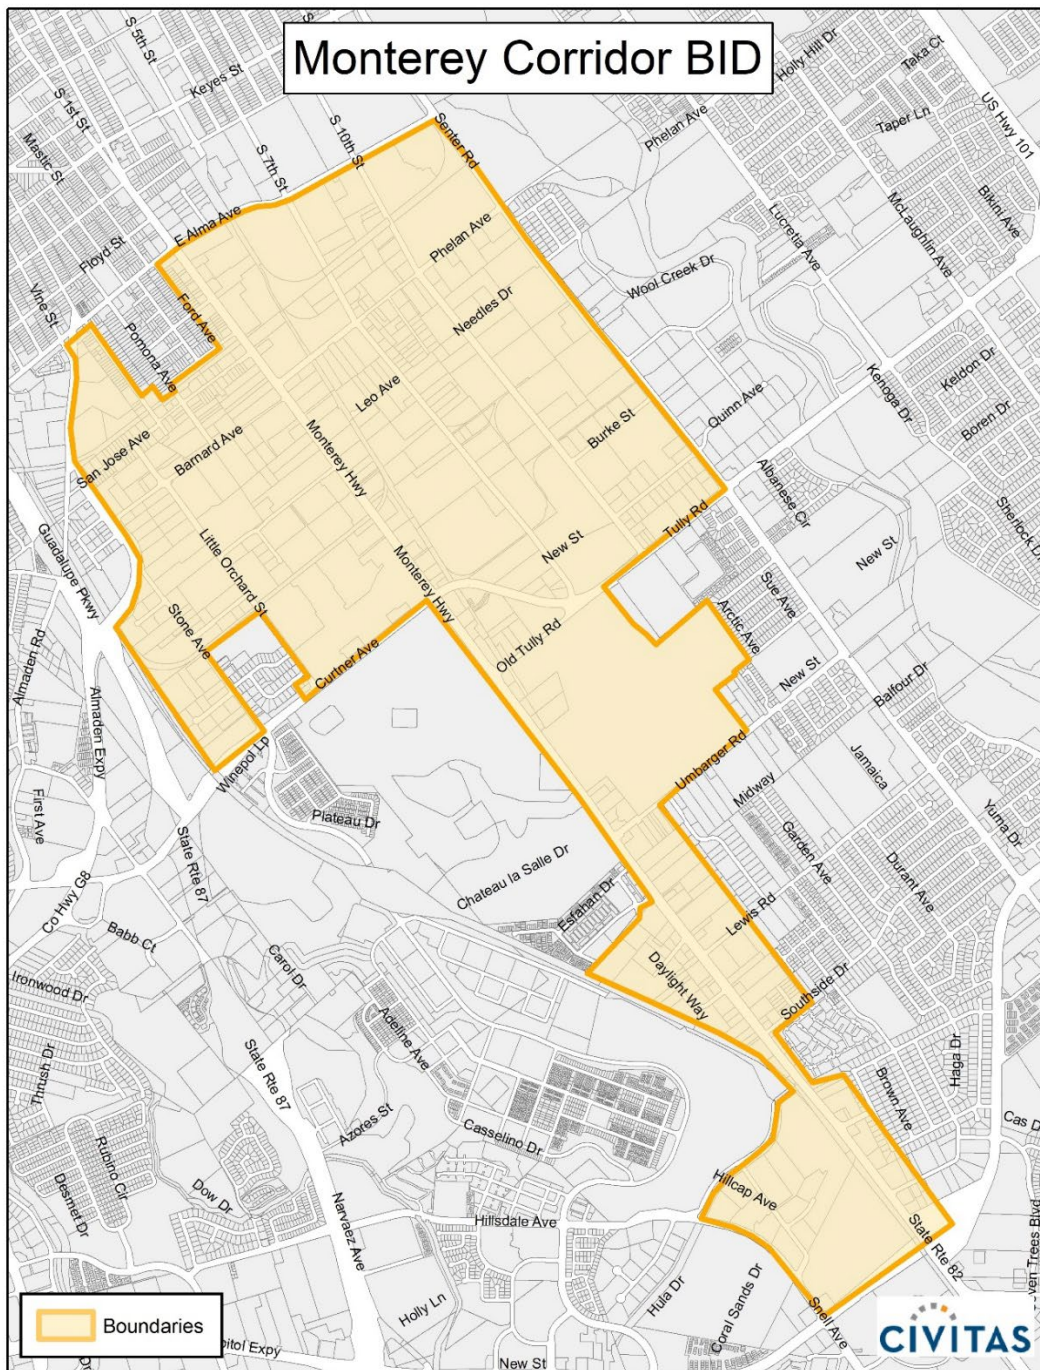 Monterey Corridor BID
S 5th St
S 1st St
Keyes St
Mastic St
S 7th St
S 10th St
Senter Rd
Phelan Ave
Holly Hill Dr
Taka Ct
Taper Ln
US Hwy 101
Bikini Ave
McLaughlin Ave
Lucretia Ave
E Alma Ave
Floyd St
Vine St
Ford Ave
Pomona Ave
Phelan Ave
Needles Dr
Wool Creek Dr
Leo Ave
Kenoga Dr
Keldon Dr
Boren Dr
Quinn Ave
Burke St
San Jose Ave
Barnard Ave
Monterey Hwy
Albanese Cir
Tully Rd
Guadalupe Pkwy
Little Orchard St
Monterey Hwy
New St
New St
Stone Ave
Sue Ave
Arctic Ave
Old Tully Rd
Curtner Ave
New St
Almaden Rd
Almaden Expy
Balfour Dr
Winepol Lp
Umbarger Rd
Midway
Jamaica
First Ave
Plateau Dr
Yuma Dr
State Rte 87
Garden Ave
Durant Ave
Chateau la Salle Dr
Esfahan Dr
Co Hwy G8
Babb Ct
Lewis Rd
Carol Dr
Ironwood Dr
Daylight Way
Southside Dr
Adeline Ave
Thrush Dr
State Rte 87
Brown Ave
Haga Dr
Azores St
Casselino Dr
Rubino Cir
Desmet Dr
Dow Dr
Narvaez Ave
Hillsdale Ave
Hillcap Ave
State Rte 82
Hula Dr
Coral Sands Dr
Snell Ave
Holly Ln
New St
Boundaries
CIVITAS